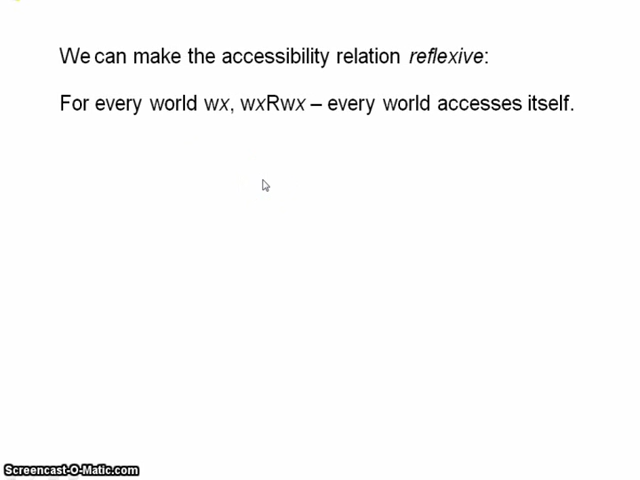 We can make the accessibility relation reflexive:
For every world wx, wxRwx – every world accesses itself.
Screencast-O-Matic.com